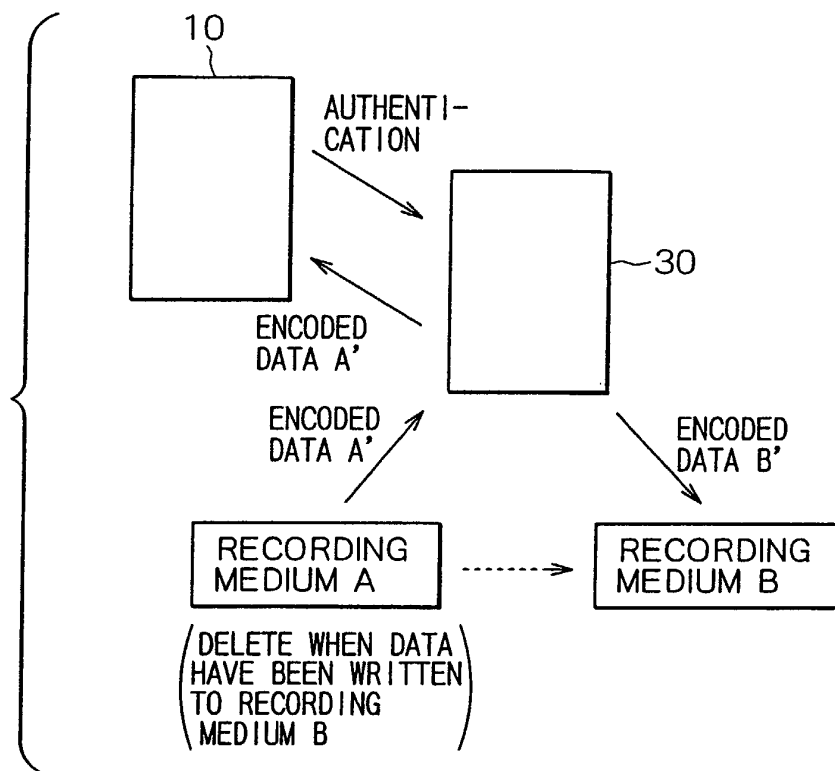 10
AUTHENTI-
CATION
30
ENCODED
DATA A'
ENCODED
DATA A'
ENCODED
DATA B'
RECORDING
MEDIUM A
RECORDING
MEDIUM B
(DELETE WHEN DATA
HAVE BEEN WRITTEN
TO RECORDING
MEDIUM B)